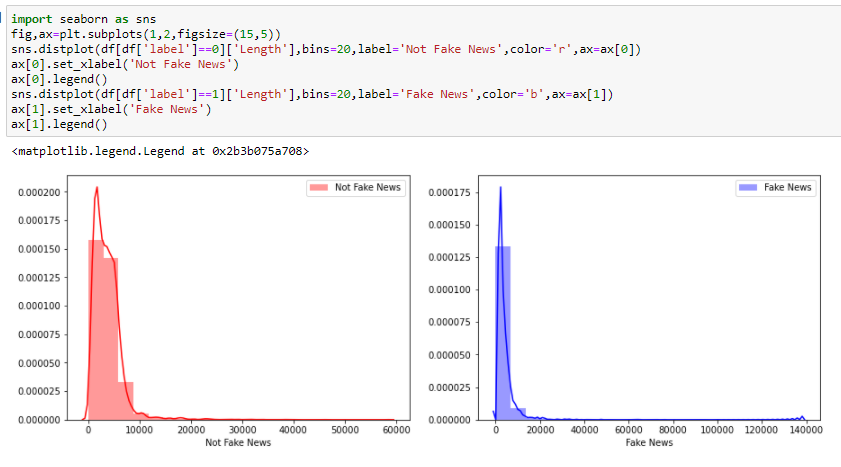 import seaborn as sns
fig,ax=plt.subplots(1,2,figsize=(15,5))
sns.distplot(df[df['label']==0]['Length'],bins=20,label='Not Fake News',color='r',ax=ax[0])
ax[0].set_xlabel('Not Fake News')
ax[0].legend()
sns.distplot(df[df['label']==1]['Length'],bins=20,label='Fake News',color='b',ax=ax[1])
ax[1].set_xlabel('Fake News')
ax[1].legend()
<matplotlib.legend.Legend at 0x2b3b075a708>
Not Fake News
0.000200
0.000175
0.000150
0.000125
0.000100
0.000075
0.000050
0.000025
0.000000
0 10000 20000 30000 40000 50000 60000
Not Fake News
Fake News
0.000175
0.000150
0.000125
0.000100
0.000075
0.000050
0.000025
0.000000
0 20000 40000 60000 80000 100000 120000 140000
Fake News